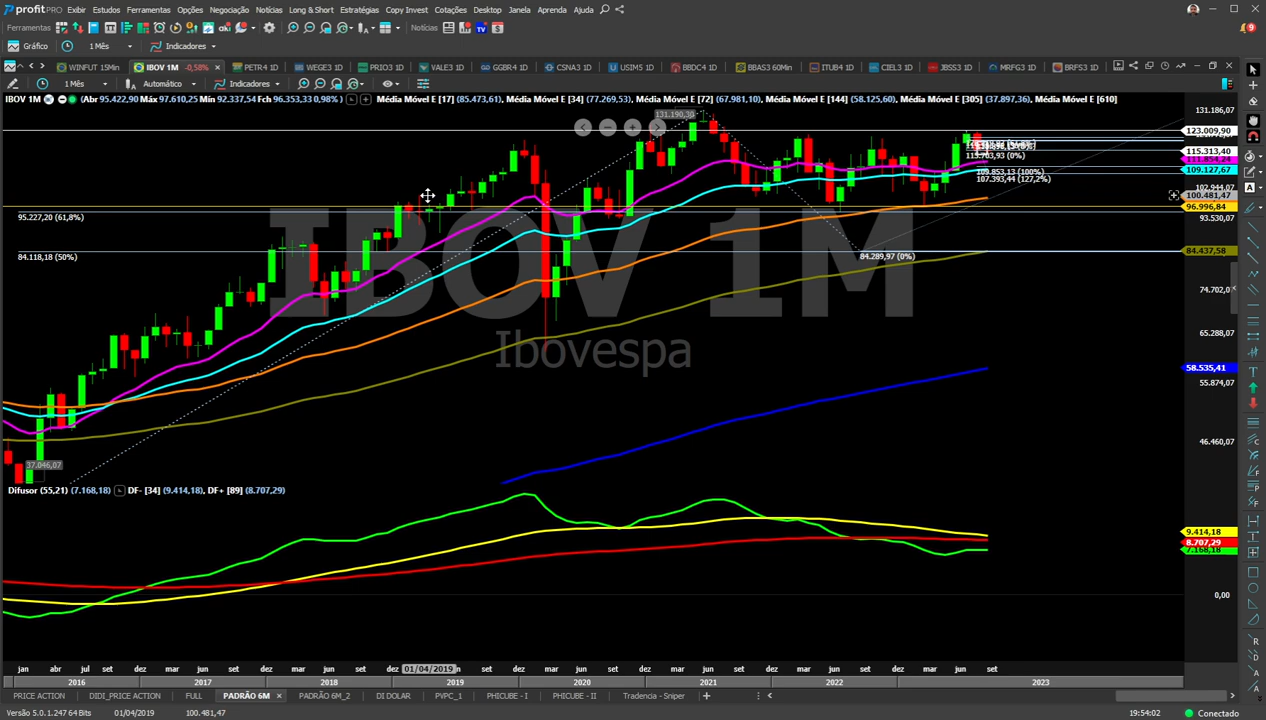 profitPRO Exibir Estudos Ferramentas Opções Negociação Notícias Long & Short Estratégias Copy Invest Cotações Desktop Janela Aprenda Ajuda
Ferramentas Notícias 9
Gráfico 1 Mês Indicadores
WINFUT 15Min IBOV 1M -0,58% × PETR4 1D WEGE3 1D PRIO3 1D VALE3 1D GGBR4 1D CSNA3 1D USIM5 1D BBDC4 1D BBAS3 60Min ITUB4 1D CIEL3 1D JBSS3 1D MRFG3 1D BRFS3 1D
1 Mês Automático Indicadores
IBOV 1M (Abr 95.422,90 Máx 97.610,25 Mín 92.337,54 Fch 96.353,33 0,98%) Média Móvel E [17] (85.473,61), Média Móvel E [34] (77.269,53) Média Móvel E [72] (67.981,10) Média Móvel E [144] (58.125,60) Média Móvel E [305] (37.897,36), Média Móvel E [610]
131.186,07
131.190,30
123.009,90
115.313,40
113.703,93 (0%)
111.854,24
109.853,13 (100%)
109.127,67
107.393,44 (127,2%)
102.944,07
100.481,47
96.996,84
95.227,20 (61,8%)
93.530,07
84.118,18 (50%)
84.289,97 (0%)
84.437,58
IBOV 1M
Ibovespa
74.702,07
65.288,07
58.535,41
55.874,07
46.460,07
37.046,07
Difusor (55,21) (7.168,18) DF- [34] (9.414,18), DF+ [89] (8.707,29)
9.414,18
8.707,29
7.168,18
0,00
jan abr jul set dez mar jun set dez mar jun set dez 01/04/2019 set dez mar jun set dez mar jun set dez mar jun set dez mar jun set
2016 2017 2018 2019 2020 2021 2022 2023
PRICE ACTION DIDI_PRICE ACTION FULL PADRÃO 6M × PADRÃO 6M_2 DI DOLAR PVPC_1 PHICUBE - I PHICUBE - II Tradencia - Sniper +
Versão 5.0.1.247 64 Bits 01/04/2019 100.481,47 19:54:02 Conectado